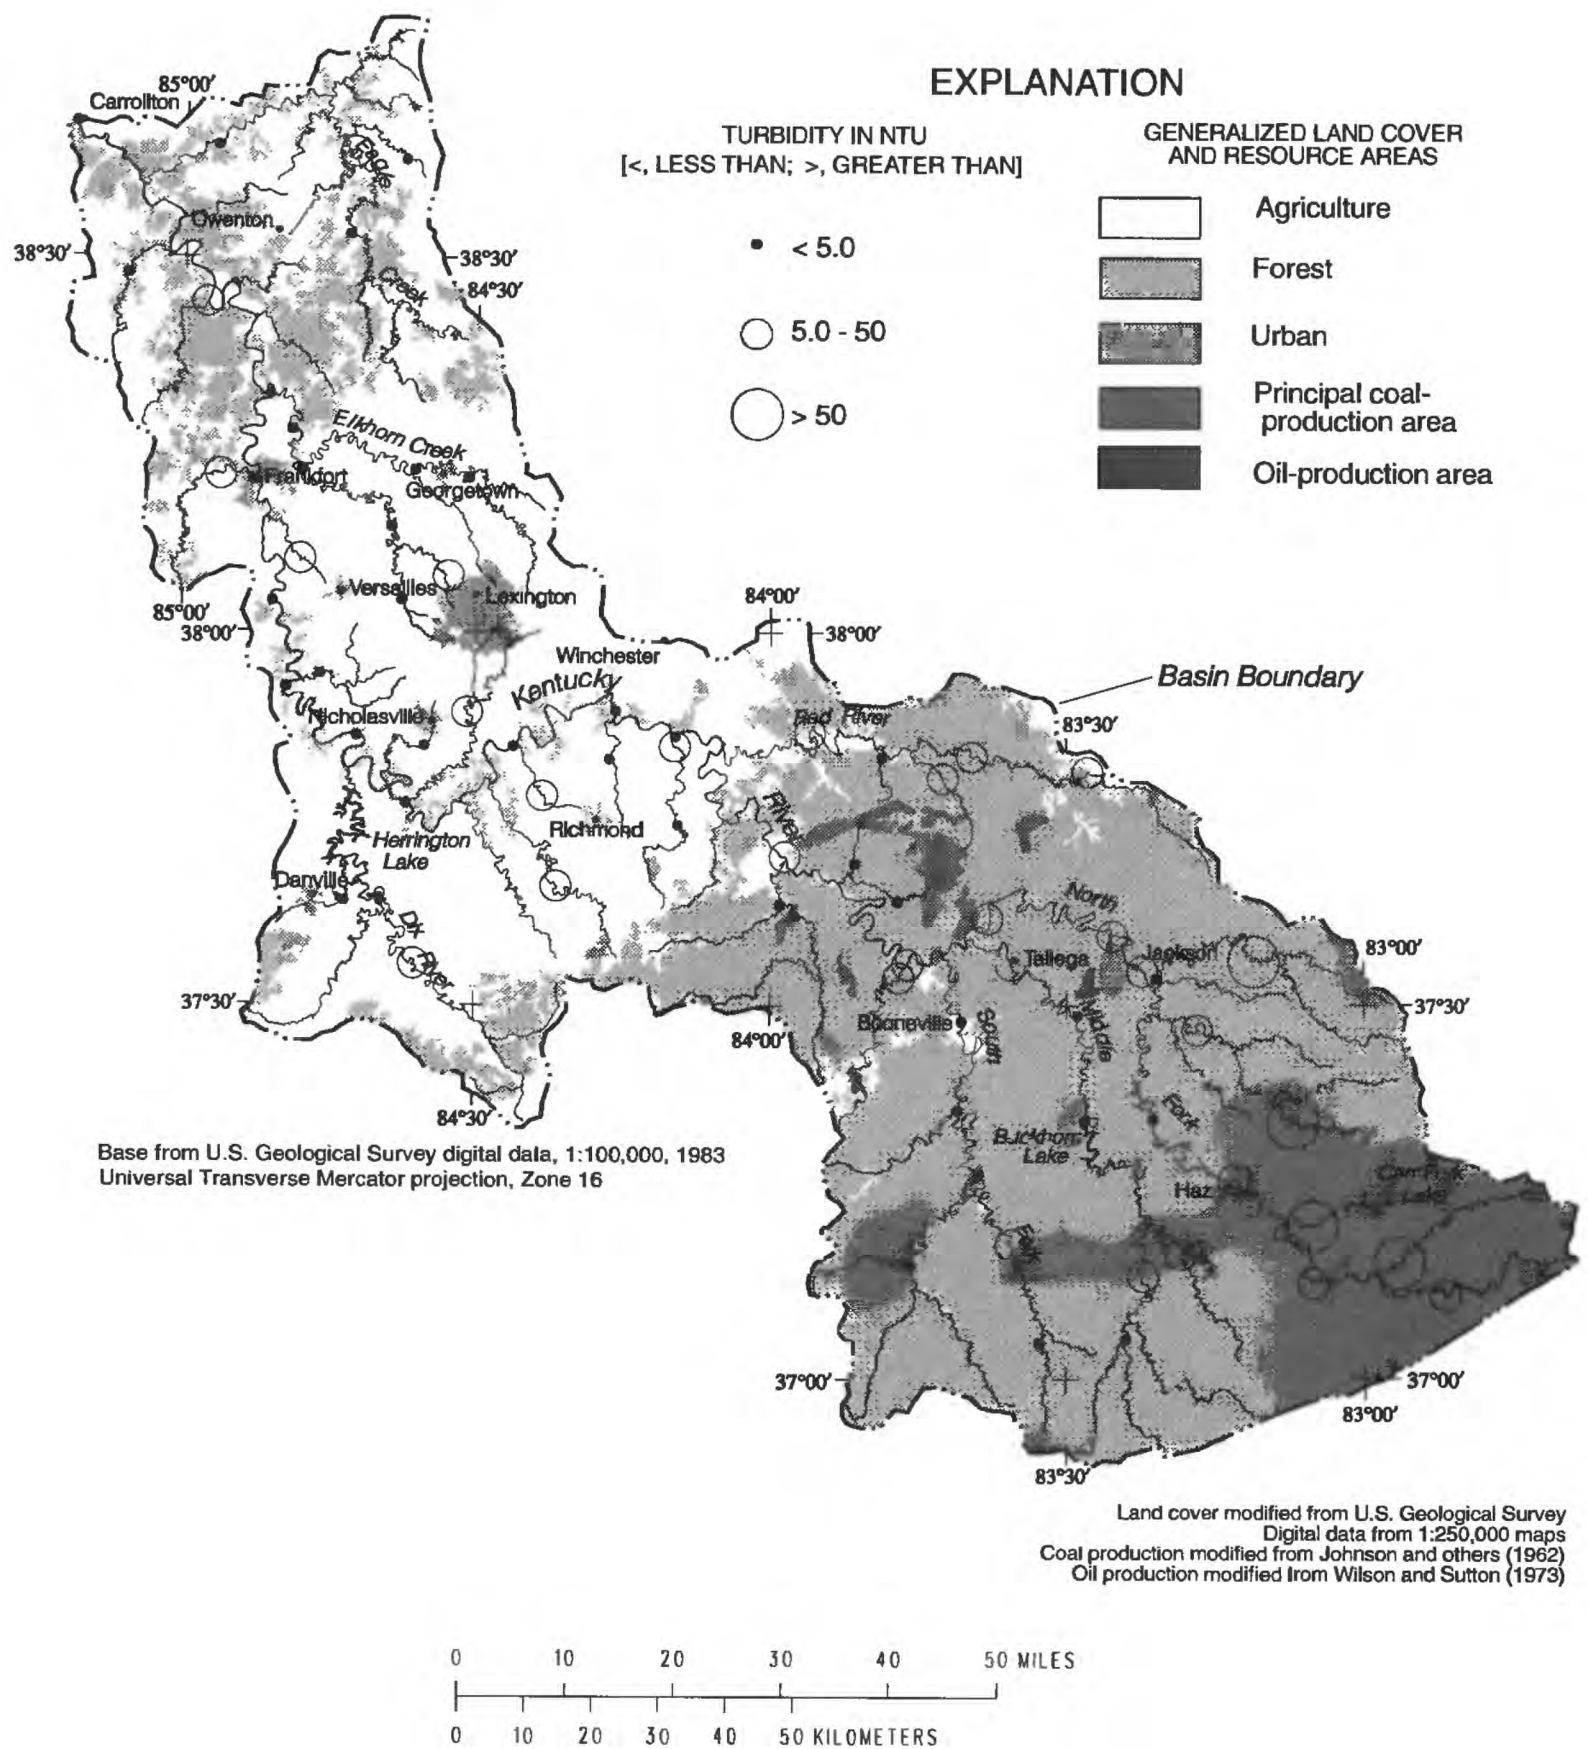 EXPLANATION
TURBIDITY IN NTU
[<, LESS THAN; >, GREATER THAN]
< 5.0
5.0 - 50
> 50
GENERALIZED LAND COVER
AND RESOURCE AREAS
Agriculture
Forest
Urban
Principal coal-
production area
Oil-production area
85°00′
Carrollton
Eagle
Owenton
38°30′
38°30′
84°30′
Creek
Elkhorn Creek
Frankfort
Georgetown
Versailles
Lexington
85°00′
38°00′
84°00′
38°00′
Winchester
Kentucky
Basin Boundary
Nicholasville
Red River
83°30′
River
Richmond
Herrington
Lake
Danville
Dix
River
North
Tallega
Jackson
83°00′
37°30′
37°30′
84°00′
Booneville
South
Middle
84°30′
Fork
Buckhorn
Lake
Haz
Carr Fork
Lake
Fork
Base from U.S. Geological Survey digital data, 1:100,000, 1983
Universal Transverse Mercator projection, Zone 16
37°00′
37°00′
83°00′
83°30′
Land cover modified from U.S. Geological Survey
Digital data from 1:250,000 maps
Coal production modified from Johnson and others (1962)
Oil production modified from Wilson and Sutton (1973)
0 10 20 30 40 50 MILES
0 10 20 30 40 50 KILOMETERS